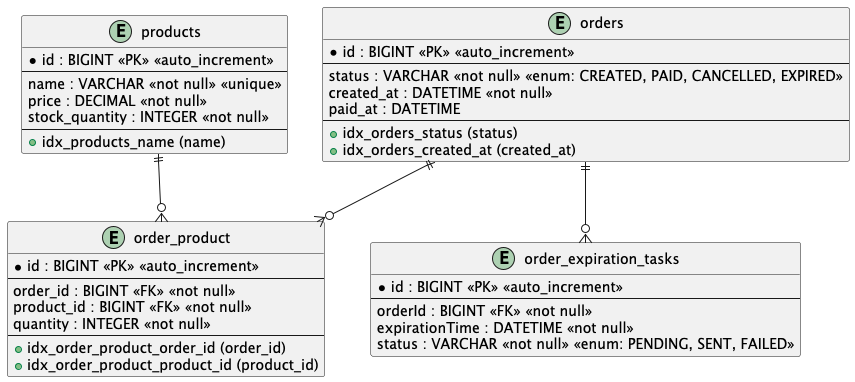 E products
* id : BIGINT «PK» «auto_increment»
name : VARCHAR «not null» «unique»
price : DECIMAL «not null»
stock_quantity : INTEGER «not null»
idx_products_name (name)
E orders
* id : BIGINT «PK» «auto_increment»
status : VARCHAR «not null» «enum: CREATED, PAID, CANCELLED, EXPIRED»
created_at : DATETIME «not null»
paid_at : DATETIME
idx_orders_status (status)
idx_orders_created_at (created_at)
E order_product
* id : BIGINT «PK» «auto_increment»
order_id : BIGINT «FK» «not null»
product_id : BIGINT «FK» «not null»
quantity : INTEGER «not null»
idx_order_product_order_id (order_id)
idx_order_product_product_id (product_id)
E order_expiration_tasks
* id : BIGINT «PK» «auto_increment»
orderId : BIGINT «FK» «not null»
expirationTime : DATETIME «not null»
status : VARCHAR «not null» «enum: PENDING, SENT, FAILED»